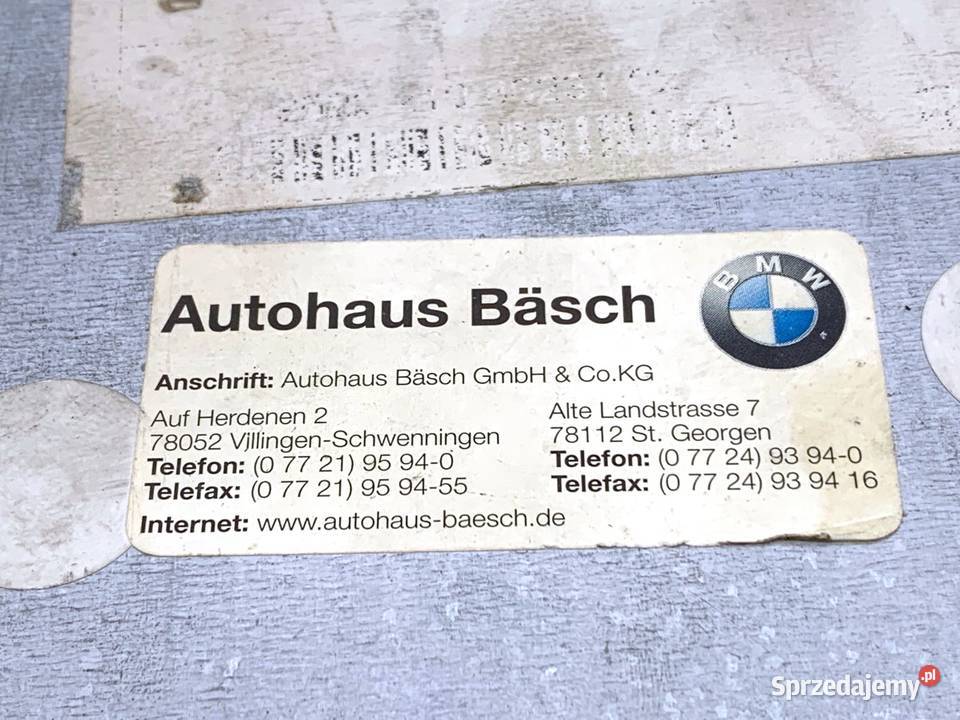 Autohaus Bäsch
BMW
Anschrift: Autohaus Bäsch GmbH & Co.KG
Auf Herdenen 2
78052 Villingen-Schwenningen
Telefon: (0 77 21) 95 94-0
Telefax: (0 77 21) 95 94-55
Alte Landstrasse 7
78112 St. Georgen
Telefon: (0 77 24) 93 94-0
Telefax: (0 77 24) 93 9 4 16
Internet: www.autohaus-baesch.de
Sprzedajemy.pl